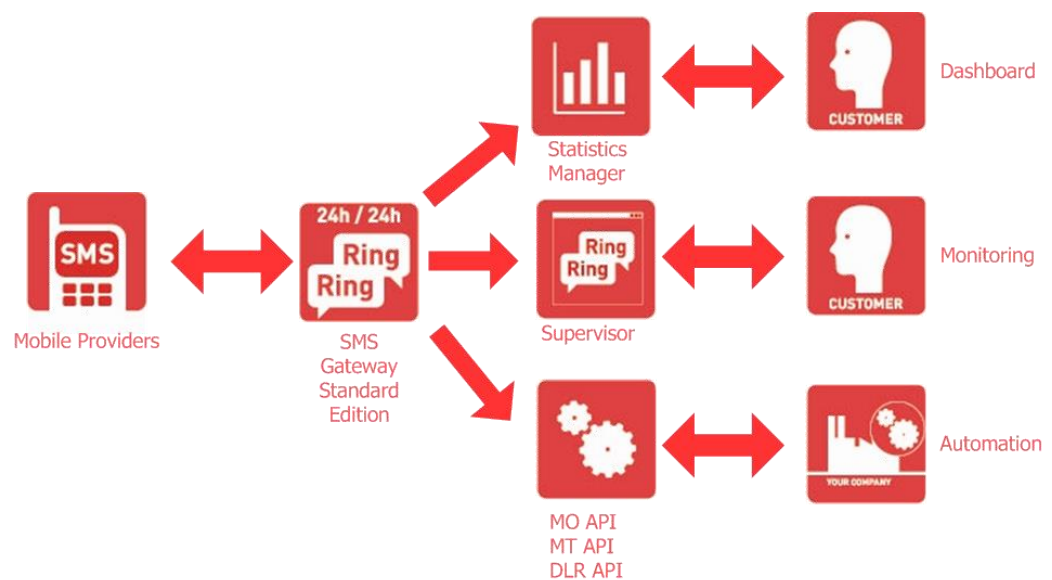 SMS
Mobile Providers
24h / 24h
Ring
Ring
SMS
Gateway
Standard
Edition
Statistics
Manager
CUSTOMER
Dashboard
Ring
Ring
Supervisor
CUSTOMER
Monitoring
MO API
MT API
DLR API
YOUR COMPANY
Automation